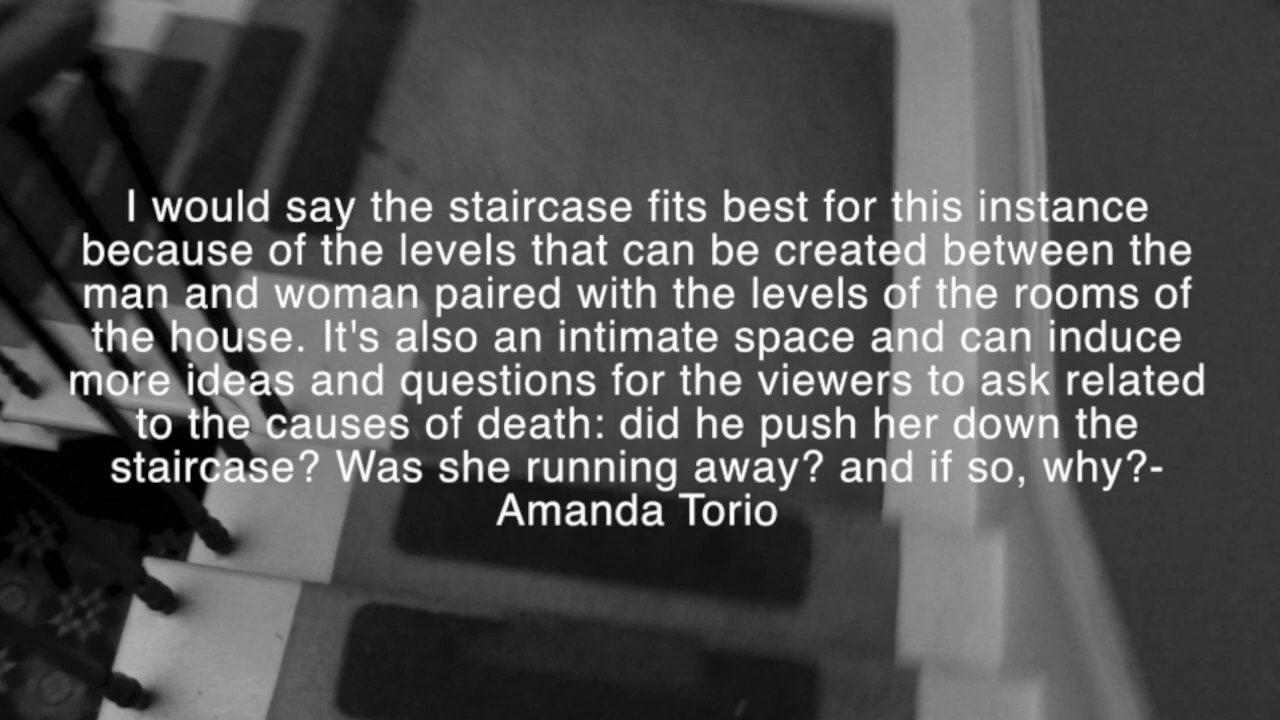 I would say the staircase fits best for this instance
because of the levels that can be created between the
man and woman paired with the levels of the rooms of
the house. It's also an intimate space and can induce
more ideas and questions for the viewers to ask related
to the causes of death: did he push her down the
staircase? Was she running away? and if so, why?-
Amanda Torio